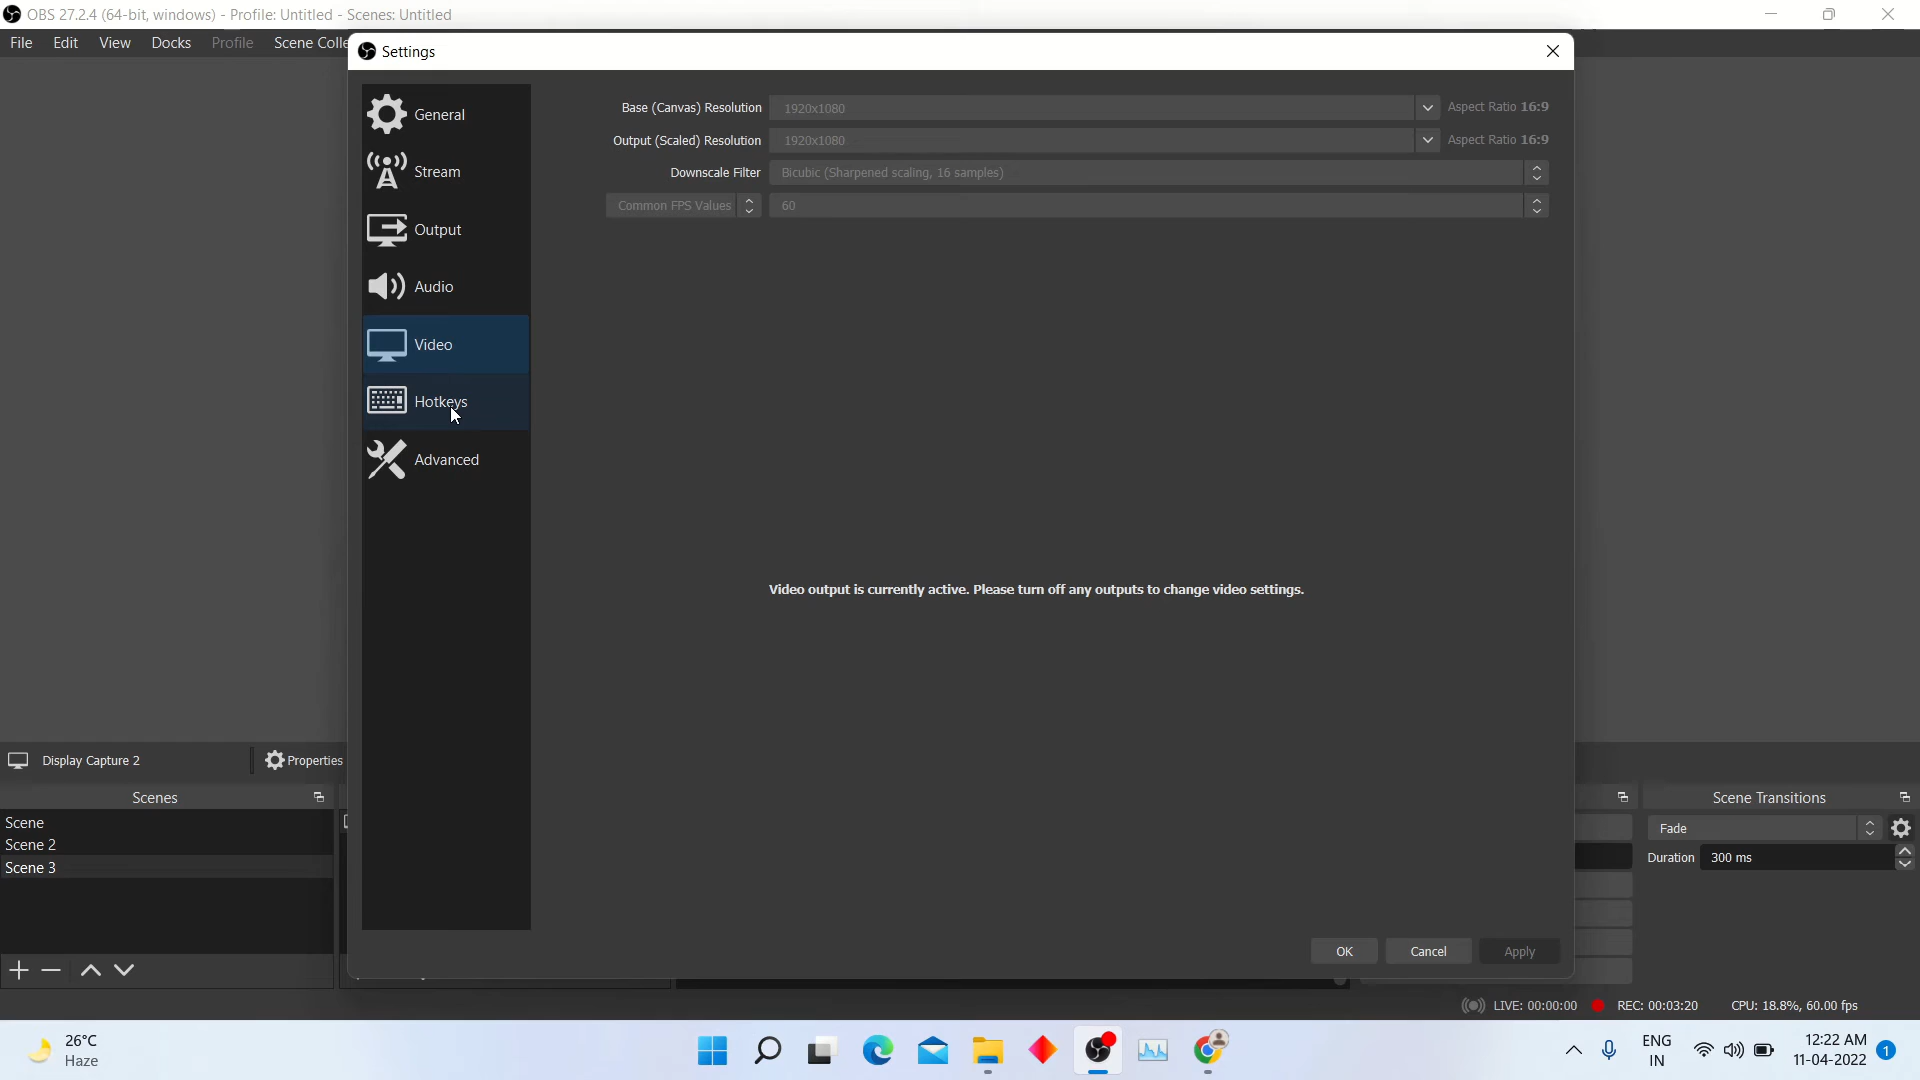 OBS 27.2.4 (64-bit, windows) - Profile: Untitled - Scenes: Untitled
File Edit View Docks Profile Scene Colle
Settings
General
Stream
Output
Audio
Video
Hotkeys
Advanced
Base (Canvas) Resolution 1920x1080 Aspect Ratio 16:9
Output (Scaled) Resolution 1920x1080 Aspect Ratio 16:9
Downscale Filter Bicubic (Sharpened scaling, 16 samples)
Common FPS Values 60
Video output is currently active. Please turn off any outputs to change video settings.
OK Cancel Apply
Display Capture 2 Properties
Scenes
Scene
Scene 2
Scene 3
Scene Transitions
Fade
Duration 300 ms
LIVE: 00:00:00 REC: 00:03:20 CPU: 18.8%, 60.00 fps
26°C
Haze
ENG
IN
12:22 AM
11-04-2022
1